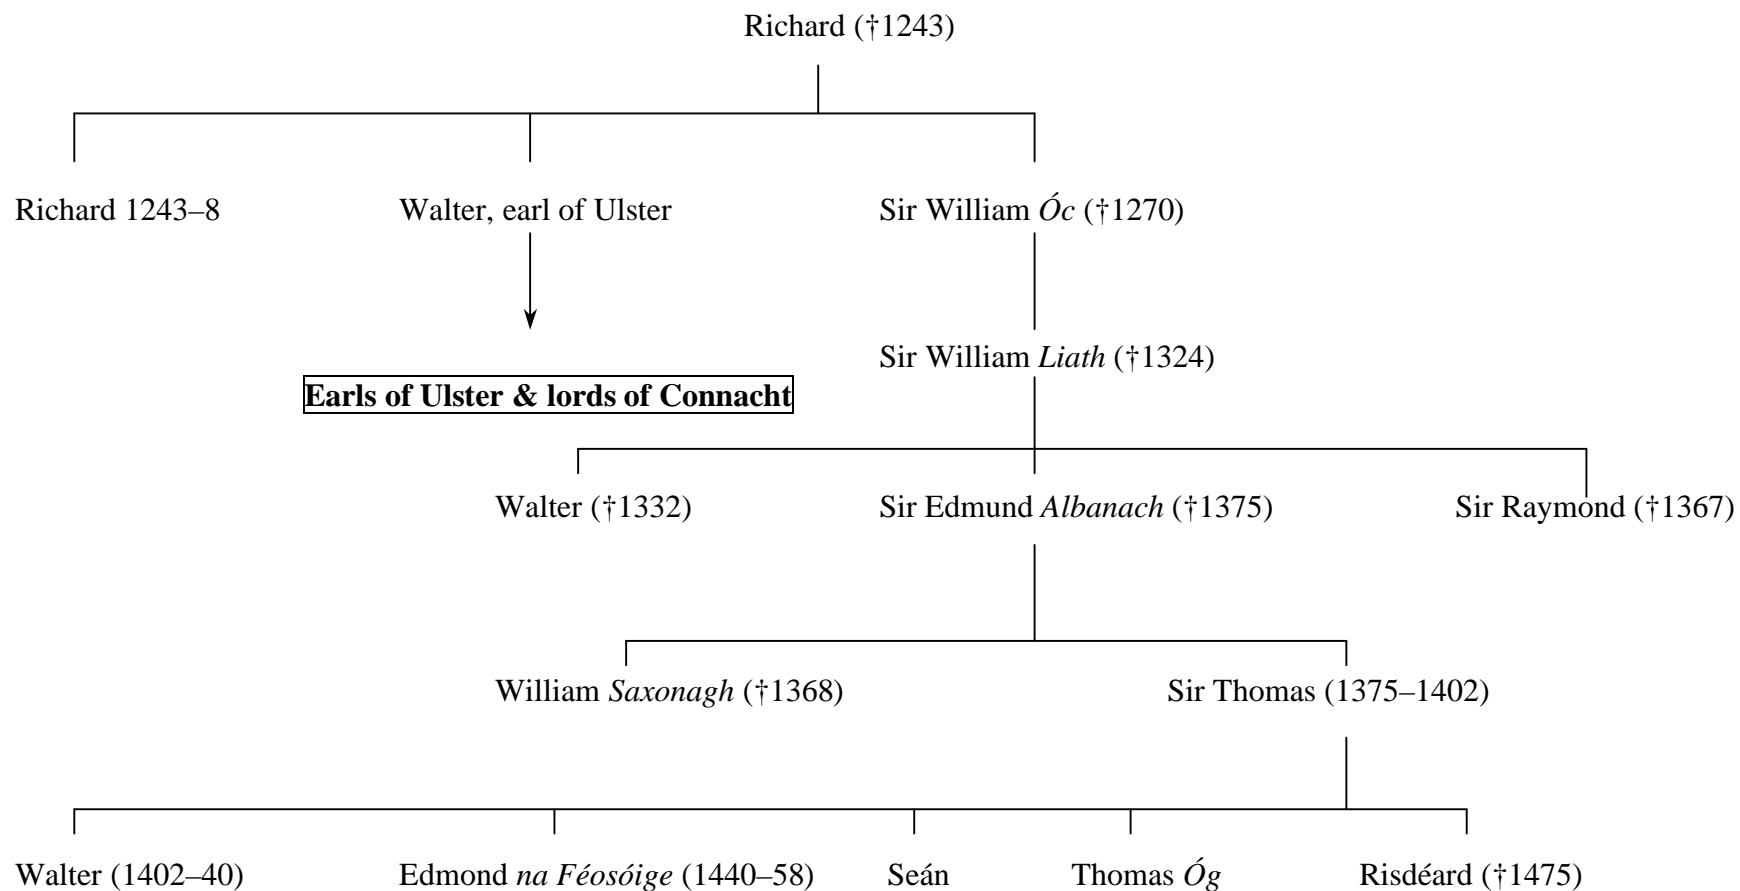 Richard (†1243)
Richard 1243–8 Walter, earl of Ulster Sir William Óc (†1270)
Sir William Liath (†1324)
Earls of Ulster & lords of Connacht
Walter (†1332) Sir Edmund Albanach (†1375) Sir Raymond (†1367)
William Saxonagh (†1368) Sir Thomas (1375–1402)
Walter (1402–40) Edmond na Féosóige (1440–58) Seán Thomas Óg Risdéard (†1475)